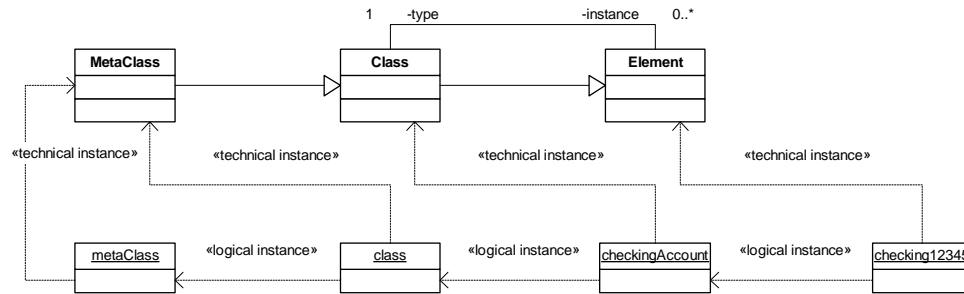 1 -type -instance 0..*
MetaClass Class Element
«technical instance» «technical instance» «technical instance» «technical instance»
«logical instance» «logical instance» «logical instance»
metaClass class checkingAccount checking12345